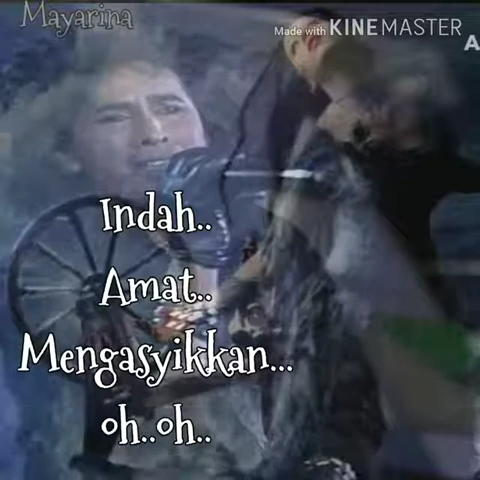 Mayarina
Made with KINEMASTER
A
Indah..
Amat..
Mengasyikkan...
oh..oh..